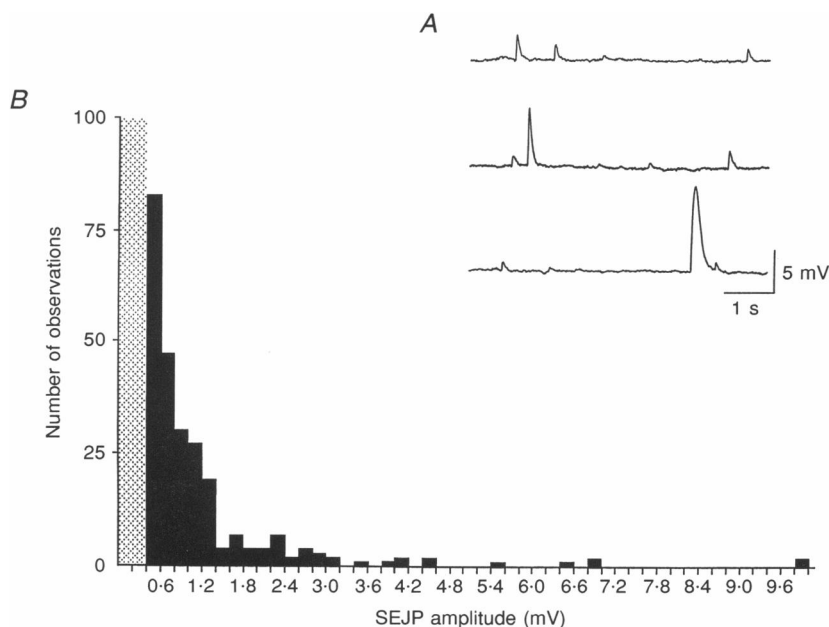 A
5 mV
1 s
B
100
75
50
25
0
Number of observations
0·6 1·2 1·8 2·4 3·0 3·6 4·2 4·8 5·4 6·0 6·6 7·2 7·8 8·4 9·0 9·6
SEJP amplitude (mV)